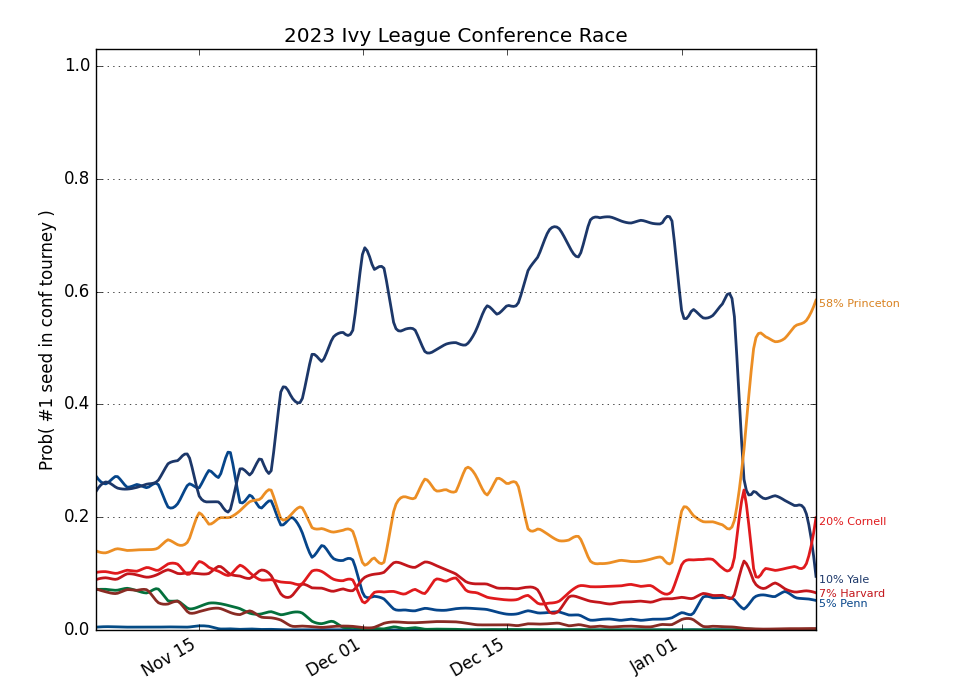 2023 Ivy League Conference Race
Prob( #1 seed in conf tourney )
1.0
0.8
0.6
0.4
0.2
0.0
Nov 15
Dec 01
Dec 15
Jan 01
58% Princeton
20% Cornell
10% Yale
7% Harvard
5% Penn